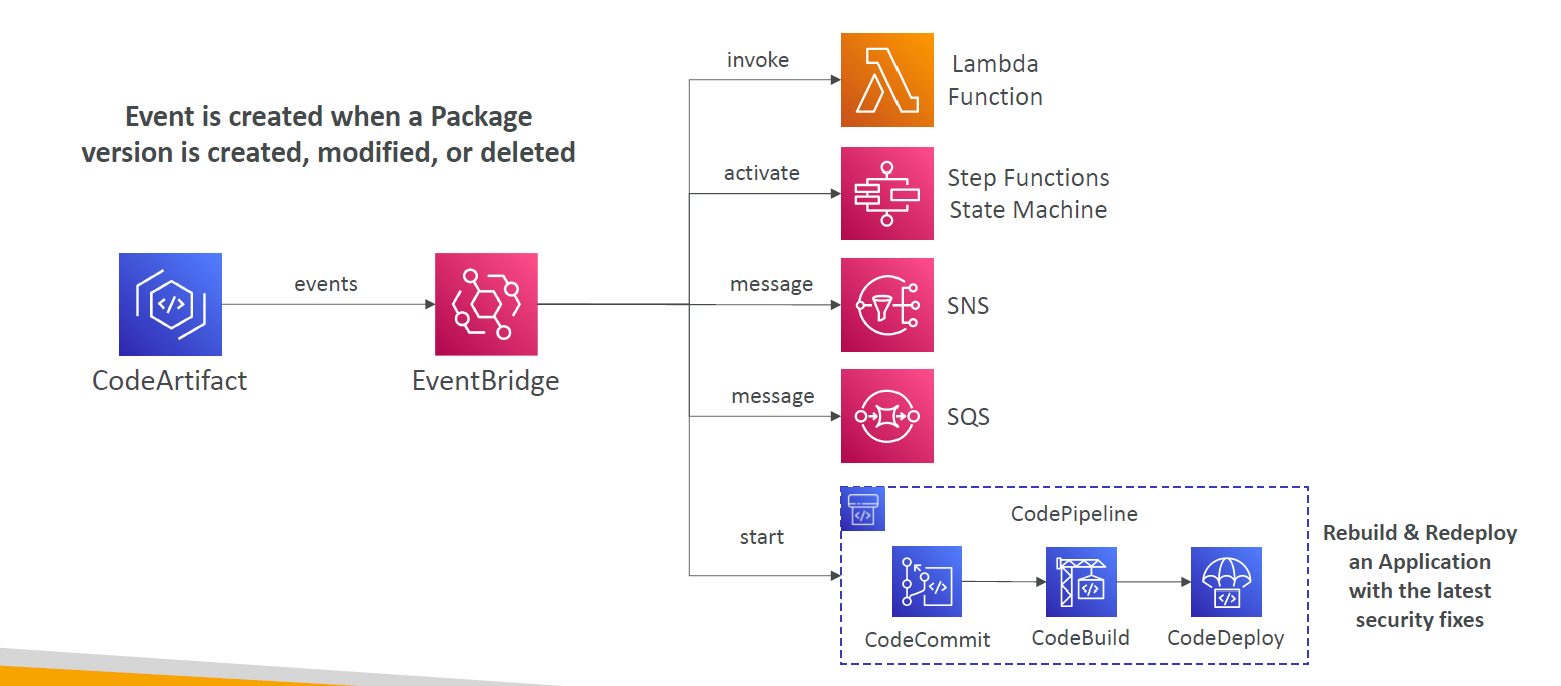 Event is created when a Package
version is created, modified, or deleted
CodeArtifact
events
EventBridge
invoke
Lambda
Function
activate
Step Functions
State Machine
message
SNS
message
SQS
start
CodePipeline
CodeCommit
CodeBuild
CodeDeploy
Rebuild & Redeploy
an Application
with the latest
security fixes